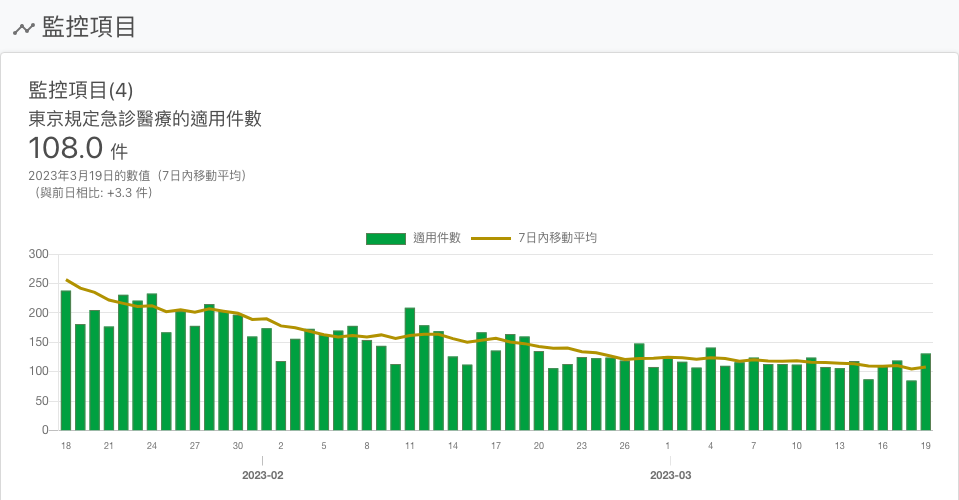 監控項目
監控項目(4)
東京規定急診醫療的適用件數
108.0 件
2023年3月19日的數值（7日內移動平均）
（與前日相比: +3.3 件）
適用件數 7日內移動平均
300
250
200
150
100
50
0
18 21 24 27 30 2 5 8 11 14 17 20 23 26 1 4 7 10 13 16 19
2023-02 2023-03